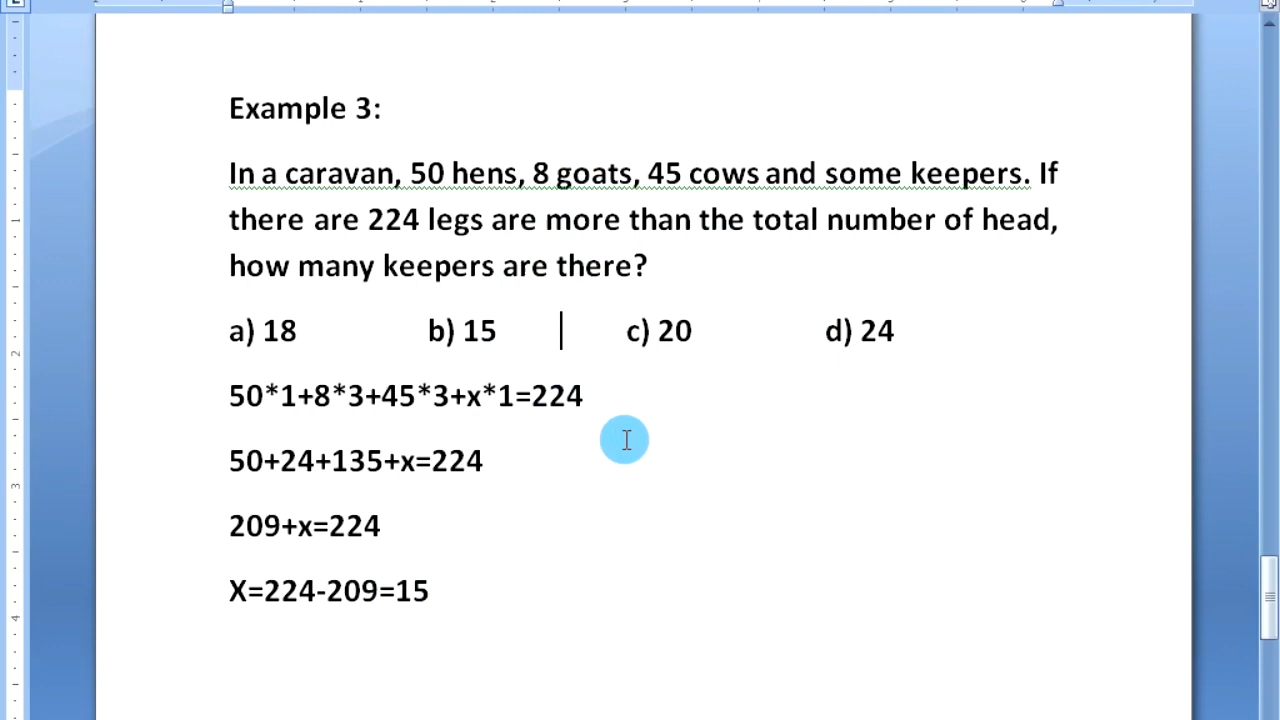 Example 3:
In a caravan, 50 hens, 8 goats, 45 cows and some keepers. If
there are 224 legs are more than the total number of head,
how many keepers are there?
a) 18 b) 15 c) 20 d) 24
50*1+8*3+45*3+x*1=224
50+24+135+x=224
209+x=224
X=224-209=15